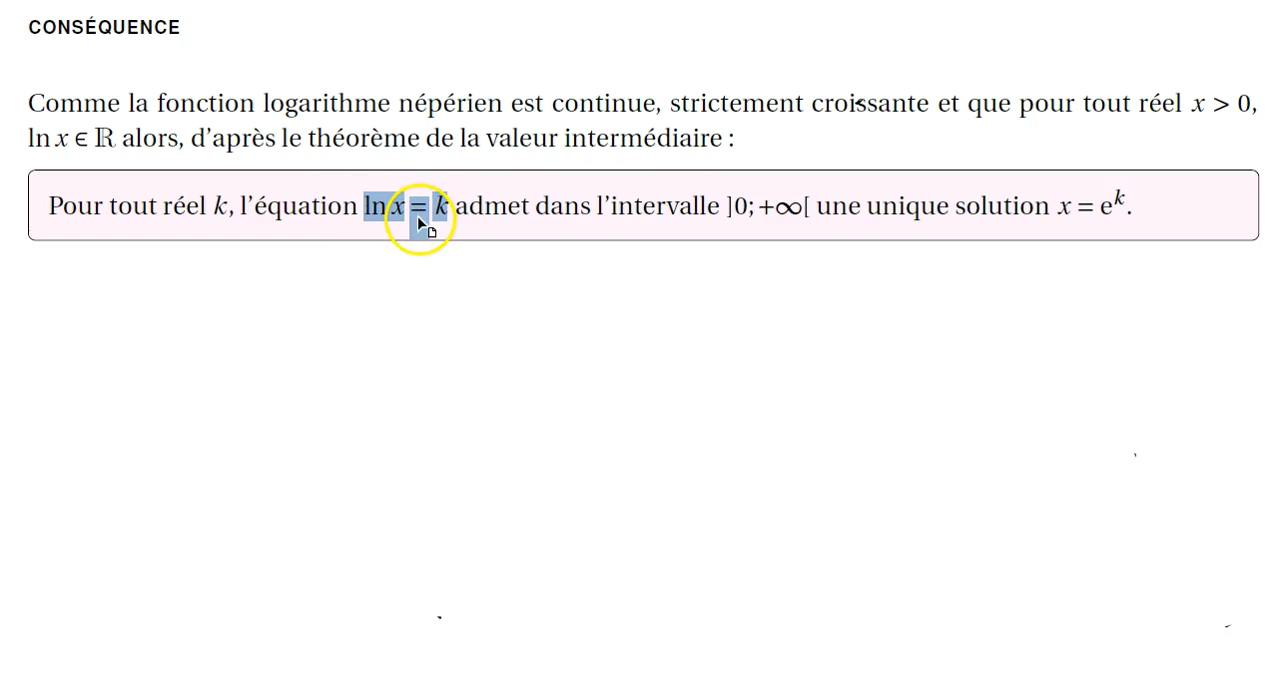 CONSÉQUENCE
Comme la fonction logarithme népérien est continue, strictement croissante et que pour tout réel x > 0,
ln x ∈ ℝ alors, d’après le théorème de la valeur intermédiaire :
Pour tout réel k, l’équation ln x = k admet dans l’intervalle ]0; +∞[ une unique solution x = eᵏ.